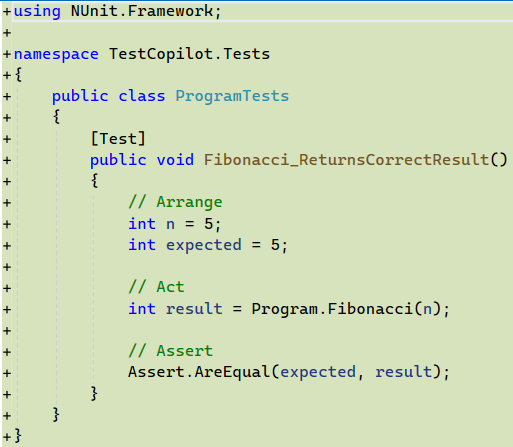 +using NUnit.Framework;
+
+namespace TestCopilot.Tests
+{
+    public class ProgramTests
+    {
+        [Test]
+        public void Fibonacci_ReturnsCorrectResult()
+        {
+            // Arrange
+            int n = 5;
+            int expected = 5;
+
+            // Act
+            int result = Program.Fibonacci(n);
+
+            // Assert
+            Assert.AreEqual(expected, result);
+        }
+    }
+}